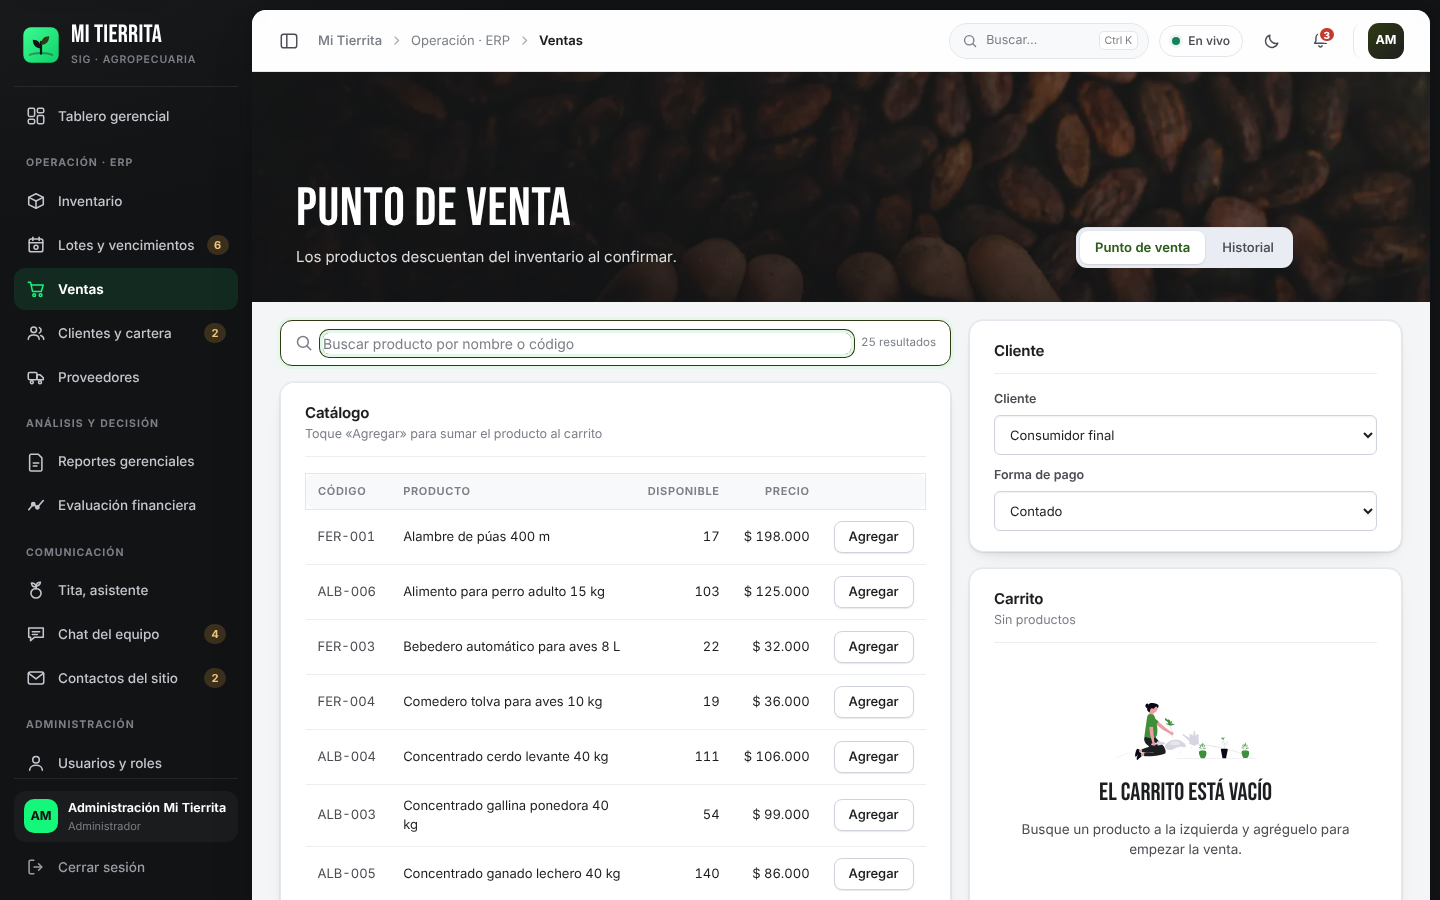 MI TIERRITA
SIG · AGROPECUARIA
Tablero gerencial
OPERACIÓN · ERP
Inventario
Lotes y vencimientos 6
Ventas
Clientes y cartera 2
Proveedores
ANÁLISIS Y DECISIÓN
Reportes gerenciales
Evaluación financiera
COMUNICACIÓN
Tita, asistente
Chat del equipo 4
Contactos del sitio 2
ADMINISTRACIÓN
Usuarios y roles
AM Administración Mi Tierrita
Administrador
Cerrar sesión
Mi Tierrita > Operación · ERP > Ventas
Buscar... Ctrl K
En vivo
3
AM
PUNTO DE VENTA
Los productos descuentan del inventario al confirmar.
Punto de venta Historial
Buscar producto por nombre o código 25 resultados
Catálogo
Toque «Agregar» para sumar el producto al carrito
CÓDIGO PRODUCTO DISPONIBLE PRECIO
FER-001 Alambre de púas 400 m 17 $ 198.000 Agregar
ALB-006 Alimento para perro adulto 15 kg 103 $ 125.000 Agregar
FER-003 Bebedero automático para aves 8 L 22 $ 32.000 Agregar
FER-004 Comedero tolva para aves 10 kg 19 $ 36.000 Agregar
ALB-004 Concentrado cerdo levante 40 kg 111 $ 106.000 Agregar
ALB-003 Concentrado gallina ponedora 40 kg 54 $ 99.000 Agregar
ALB-005 Concentrado ganado lechero 40 kg 140 $ 86.000 Agregar
Cliente
Cliente
Consumidor final
Forma de pago
Contado
Carrito
Sin productos
EL CARRITO ESTÁ VACÍO
Busque un producto a la izquierda y agréguelo para
empezar la venta.